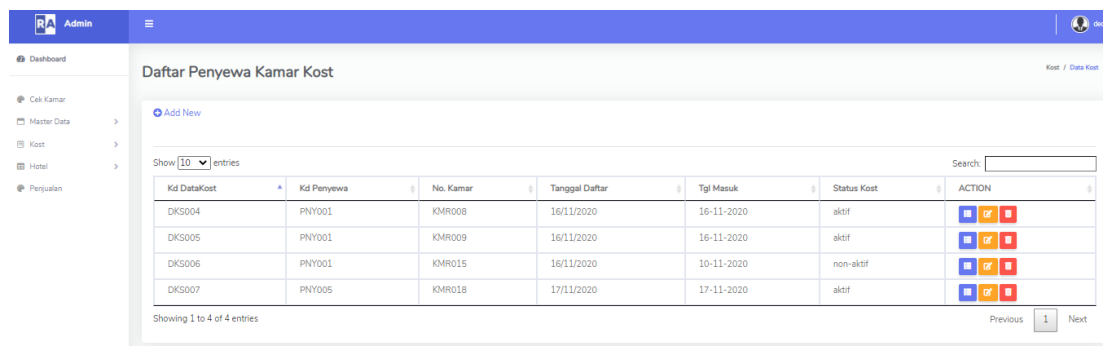 RA Admin
Dashboard
Daftar Penyewa Kamar Kost
Kost / Data Kost
Cek Kamar
Add New
Master Data
Kost
Hotel
Penjualan
Show 10 entries
Search:
Kd DataKost Kd Penyewa No. Kamar Tanggal Daftar Tgl Masuk Status Kost ACTION
DKS004 PNY001 KMR008 16/11/2020 16-11-2020 aktif
DKS005 PNY001 KMR009 16/11/2020 16-11-2020 aktif
DKS006 PNY001 KMR015 16/11/2020 10-11-2020 non-aktif
DKS007 PNY005 KMR018 17/11/2020 17-11-2020 aktif
Showing 1 to 4 of 4 entries
Previous 1 Next